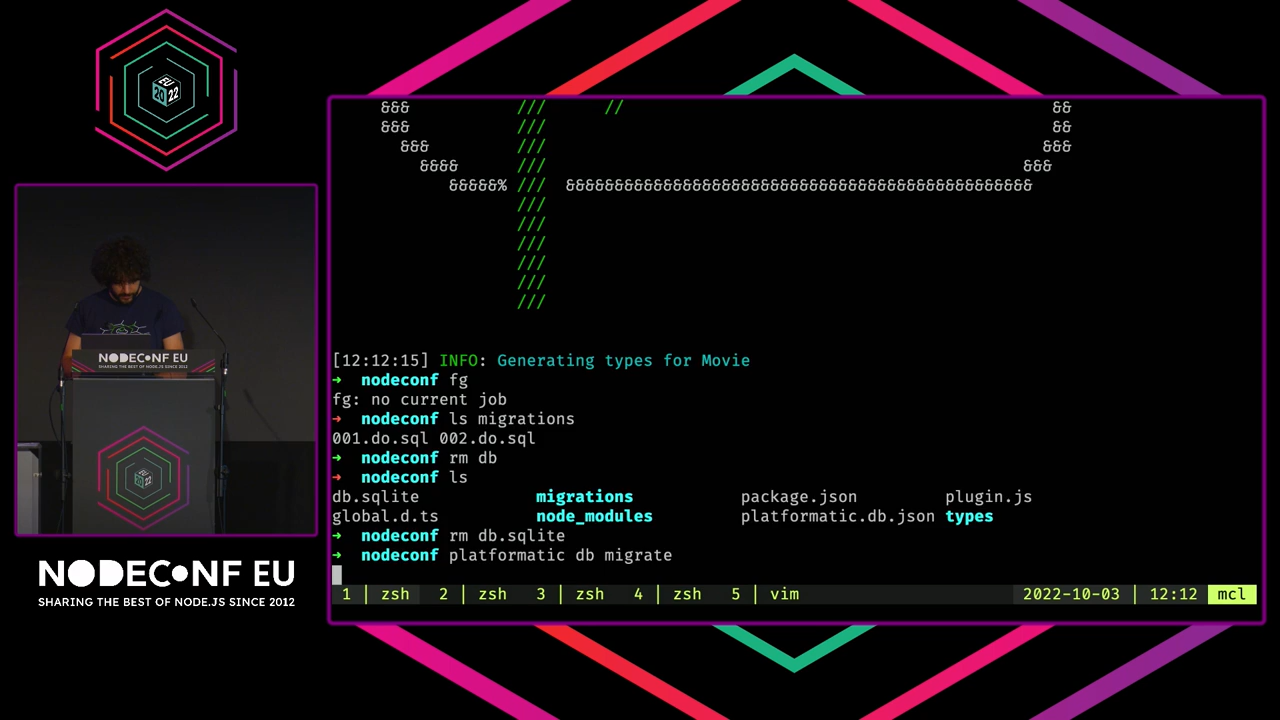 EU
20 22
&&& /// // &&
&&& /// &&
&&& /// &&&
&&&& /// &&&
&&&&&% /// &&&&&&&&&&&&&&&&&&&&&&&&&&&&&&&&&&&&&&&&&&&&&&&&
///
///
///
///
///
///
[12:12:15] INFO: Generating types for Movie
➜ nodeconf fg
fg: no current job
➜ nodeconf ls migrations
001.do.sql 002.do.sql
➜ nodeconf rm db
➜ nodeconf ls
db.sqlite migrations package.json plugin.js
global.d.ts node_modules platformatic.db.json types
➜ nodeconf rm db.sqlite
➜ nodeconf platformatic db migrate
1 | zsh 2 | zsh 3 | zsh 4 | zsh 5 | vim 2022-10-03 | 12:12 mcl
NODECONF EU
SHARING THE BEST OF NODE.JS SINCE 2012
NODECONF EU
SHARING THE BEST OF NODE.JS SINCE 2012